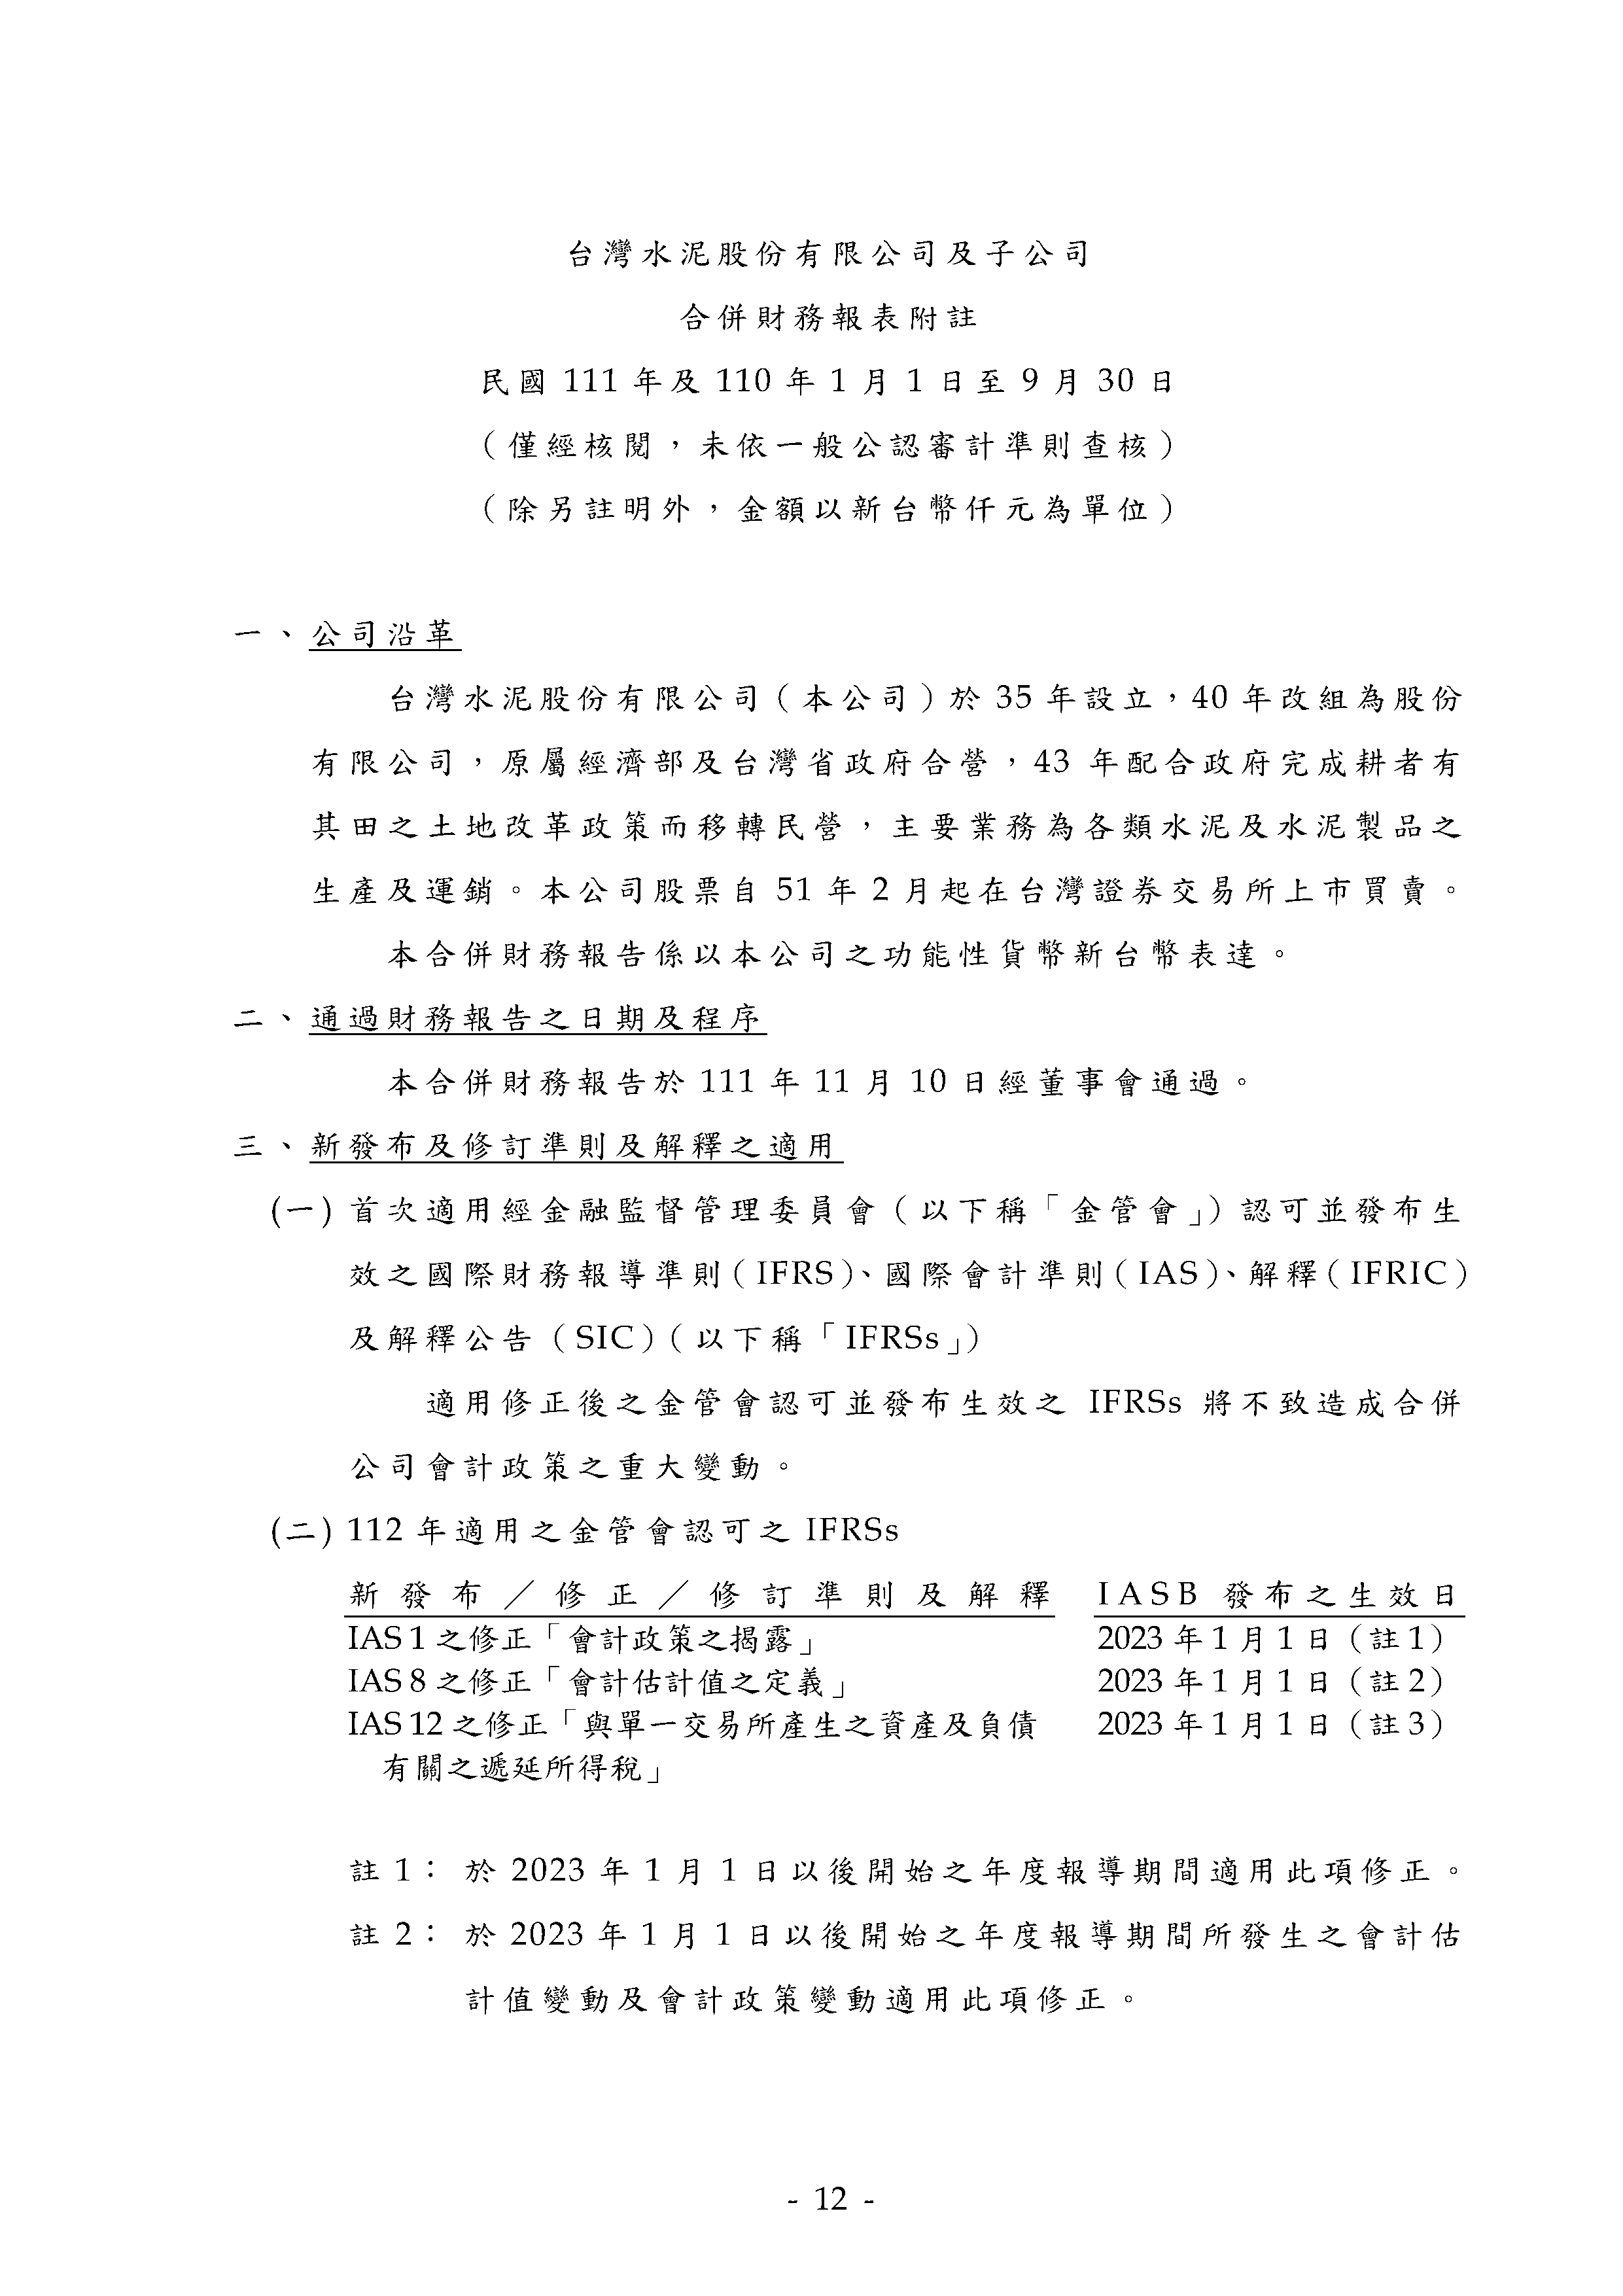 台灣水泥股份有限公司及子公司
合併財務報表附註
民國 111 年及 110 年 1 月 1 日至 9 月 30 日
（僅經核閱，未依一般公認審計準則查核）
（除另註明外，金額以新台幣仟元為單位）
一、公司沿革
台灣水泥股份有限公司（本公司）於 35 年設立，40 年改組為股份
有限公司，原屬經濟部及台灣省政府合營，43 年配合政府完成耕者有
其田之土地改革政策而移轉民營，主要業務為各類水泥及水泥製品之
生產及運銷。本公司股票自 51 年 2 月起在台灣證券交易所上市買賣。
本合併財務報告係以本公司之功能性貨幣新台幣表達。
二、通過財務報告之日期及程序
本合併財務報告於 111 年 11 月 10 日經董事會通過。
三、新發布及修訂準則及解釋之適用
(一) 首次適用經金融監督管理委員會（以下稱「金管會」）認可並發布生
效之國際財務報導準則（IFRS）、國際會計準則（IAS）、解釋（IFRIC）
及解釋公告（SIC）（以下稱「IFRSs」）
適用修正後之金管會認可並發布生效之 IFRSs 將不致造成合併
公司會計政策之重大變動。
(二) 112 年適用之金管會認可之 IFRSs
新發布／修正／修訂準則及解釋 IASB 發布之生效日
IAS 1 之修正「會計政策之揭露」 2023 年 1 月 1 日（註 1）
IAS 8 之修正「會計估計值之定義」 2023 年 1 月 1 日（註 2）
IAS 12 之修正「與單一交易所產生之資產及負債 2023 年 1 月 1 日（註 3）
有關之遞延所得稅」
註 1： 於 2023 年 1 月 1 日以後開始之年度報導期間適用此項修正。
註 2： 於 2023 年 1 月 1 日以後開始之年度報導期間所發生之會計估
計值變動及會計政策變動適用此項修正。
- 12 -